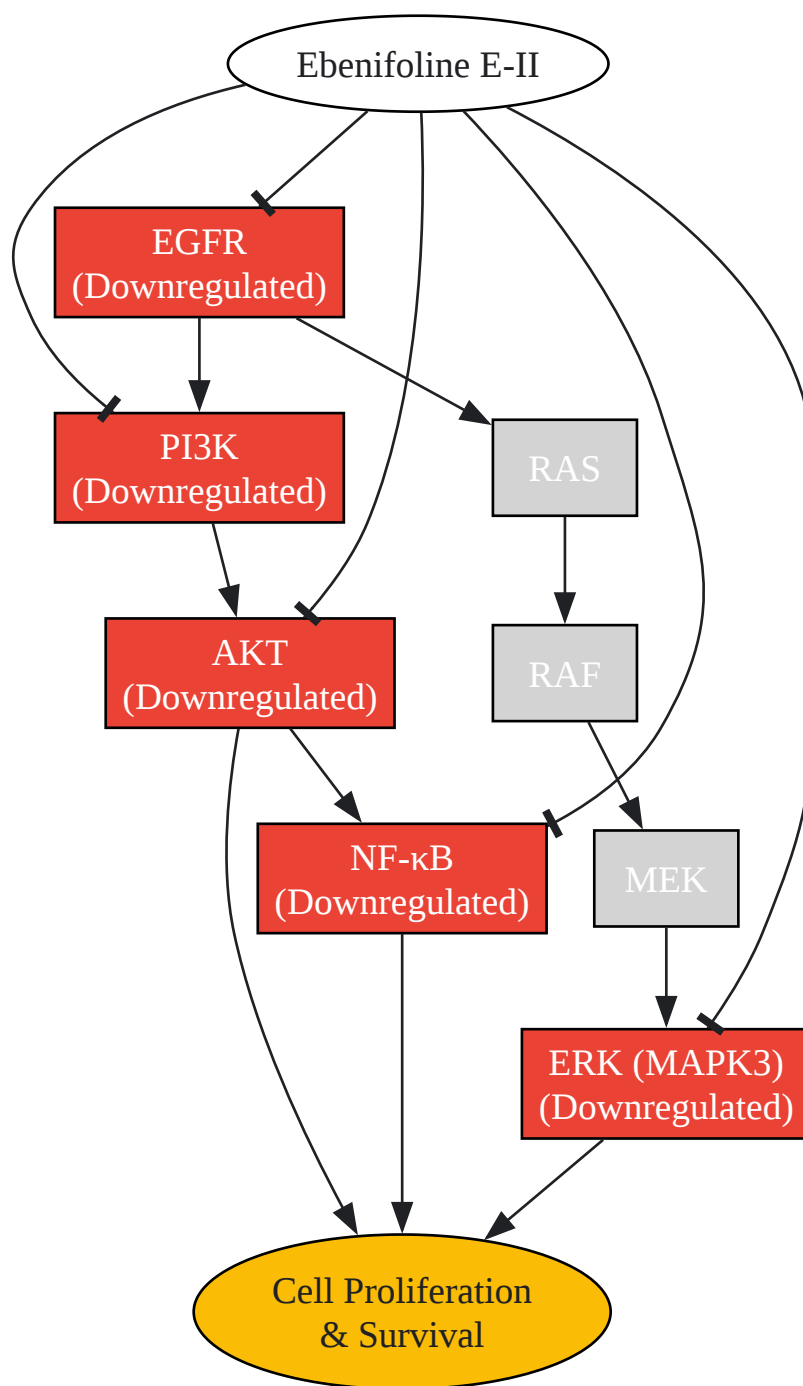 Ebenifoline E-II
EGFR
(Downregulated)
PI3K
(Downregulated)
RAS
AKT
(Downregulated)
RAF
NF-κB
(Downregulated)
MEK
ERK (MAPK3)
(Downregulated)
Cell Proliferation
& Survival